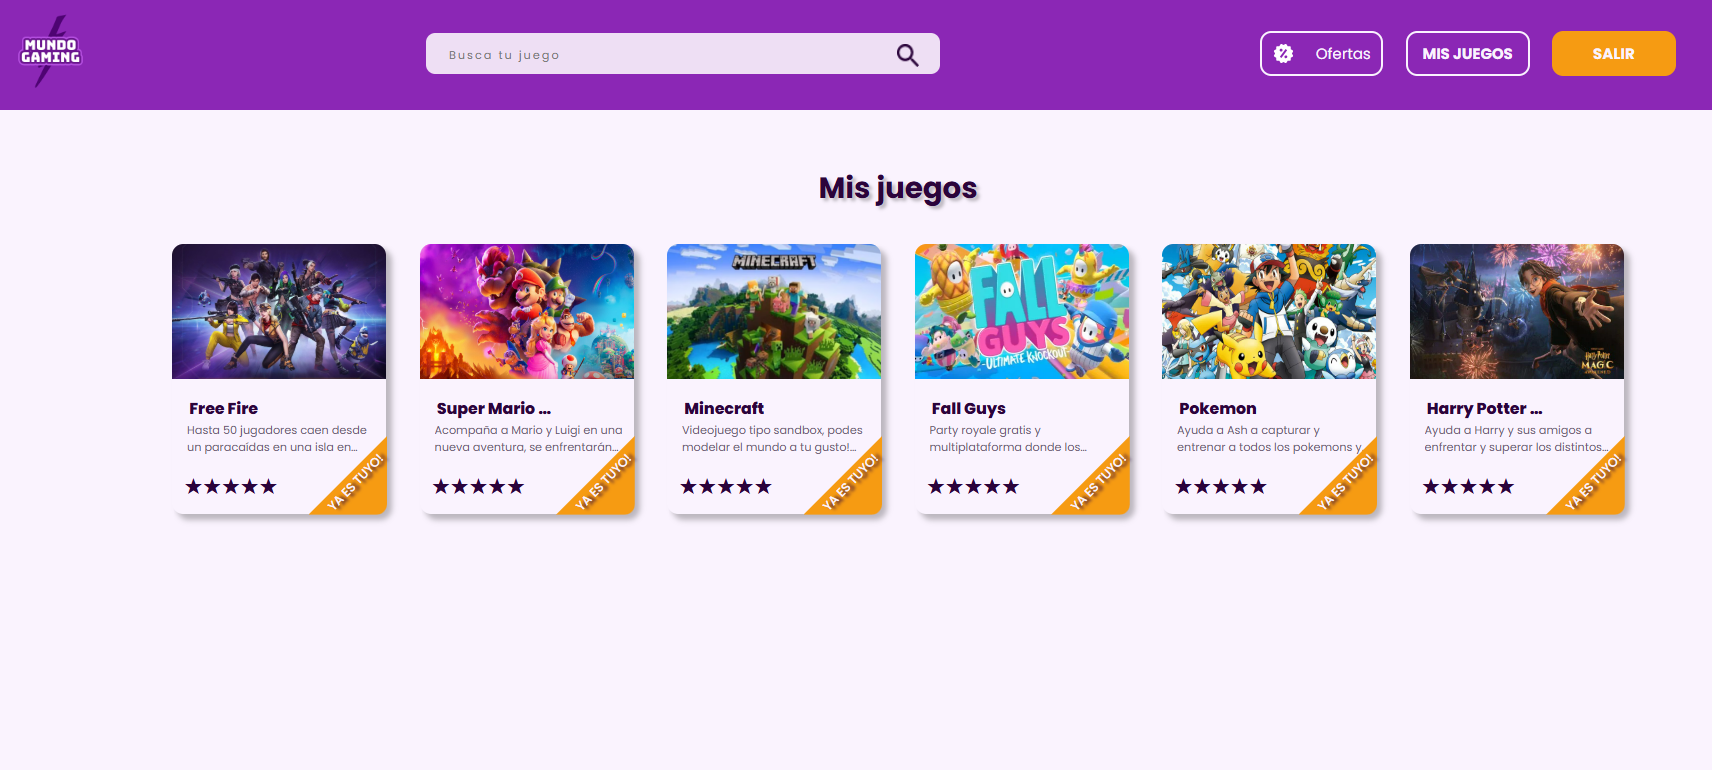 MUNDO
GAMING
Busca tu juego
Ofertas
MIS JUEGOS
SALIR
Mis juegos
MINECRAFT
FALL
GUYS
-ULTIMATE KNOCKOUT-
Harry Potter
MAGIC
AWAKENED
Free Fire
Hasta 50 jugadores caen desde
un paracaídas en una isla en...
YA ES TUYO!
Super Mario ...
Acompaña a Mario y Luigi en una
nueva aventura, se enfrentarán...
YA ES TUYO!
Minecraft
Videojuego tipo sandbox, podes
modelar el mundo a tu gusto!...
YA ES TUYO!
Fall Guys
Party royale gratis y
multiplataforma donde los...
YA ES TUYO!
Pokemon
Ayuda a Ash a capturar y
entrenar a todos los pokemons y
YA ES TUYO!
Harry Potter ...
Ayuda a Harry y sus amigos a
enfrentar y superar los distintos...
YA ES TUYO!